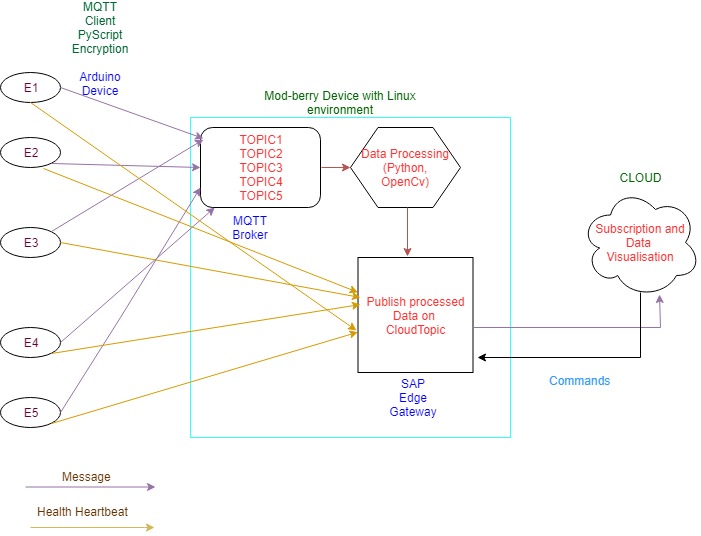 MQTT
Client
PyScript
Encryption
Arduino
Device
E1
E2
E3
E4
E5
Mod-berry Device with Linux
environment
TOPIC1
TOPIC2
TOPIC3
TOPIC4
TOPIC5
MQTT
Broker
Data Processing
(Python,
OpenCv)
Publish processed
Data on
CloudTopic
SAP
Edge
Gateway
CLOUD
Subscription and
Data
Visualisation
Commands
Message
Health Heartbeat